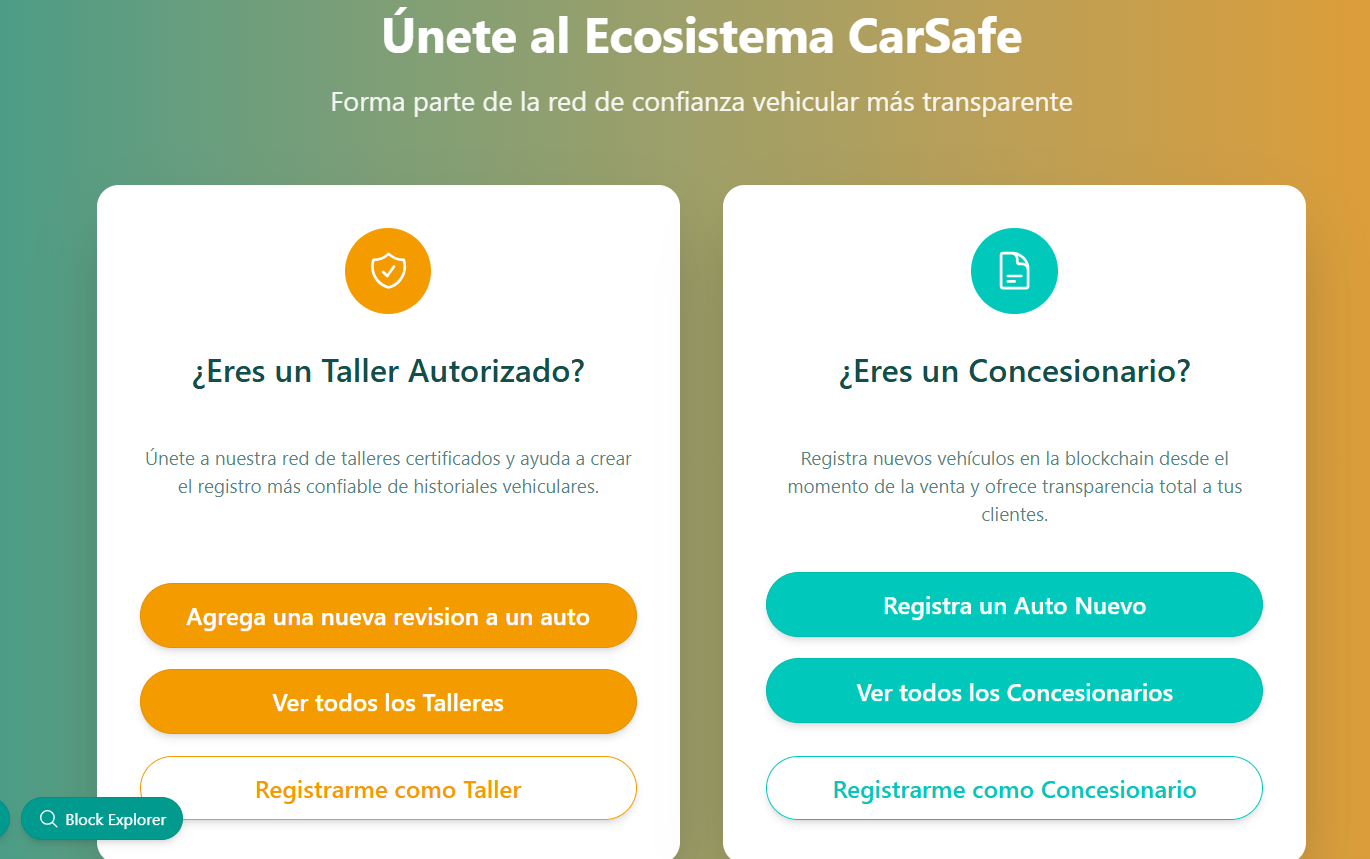 Únete al Ecosistema CarSafe
Forma parte de la red de confianza vehicular más transparente
¿Eres un Taller Autorizado?
Únete a nuestra red de talleres certificados y ayuda a crear
el registro más confiable de historiales vehiculares.
Agrega una nueva revision a un auto
Ver todos los Talleres
Registrarme como Taller
¿Eres un Concesionario?
Registra nuevos vehículos en la blockchain desde el
momento de la venta y ofrece transparencia total a tus
clientes.
Registra un Auto Nuevo
Ver todos los Concesionarios
Registrarme como Concesionario
Block Explorer